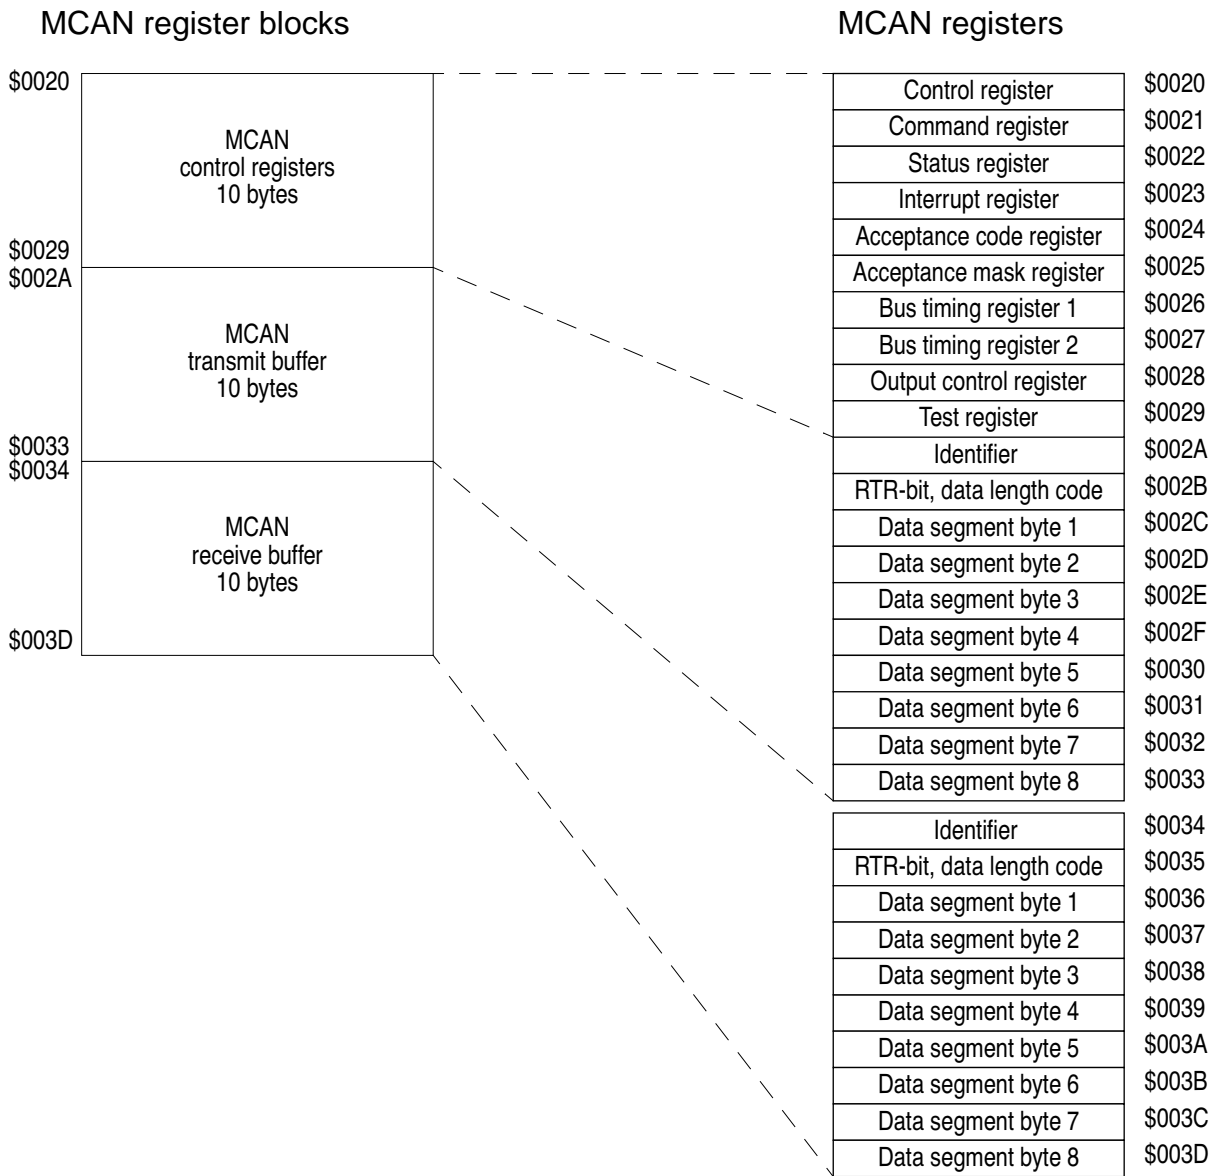 MCAN register blocks
MCAN registers
$0020
MCAN
control registers
10 bytes
$0029
$002A
MCAN
transmit buffer
10 bytes
$0033
$0034
MCAN
receive buffer
10 bytes
$003D
Control register $0020
Command register $0021
Status register $0022
Interrupt register $0023
Acceptance code register $0024
Acceptance mask register $0025
Bus timing register 1 $0026
Bus timing register 2 $0027
Output control register $0028
Test register $0029
Identifier $002A
RTR-bit, data length code $002B
Data segment byte 1 $002C
Data segment byte 2 $002D
Data segment byte 3 $002E
Data segment byte 4 $002F
Data segment byte 5 $0030
Data segment byte 6 $0031
Data segment byte 7 $0032
Data segment byte 8 $0033
Identifier $0034
RTR-bit, data length code $0035
Data segment byte 1 $0036
Data segment byte 2 $0037
Data segment byte 3 $0038
Data segment byte 4 $0039
Data segment byte 5 $003A
Data segment byte 6 $003B
Data segment byte 7 $003C
Data segment byte 8 $003D